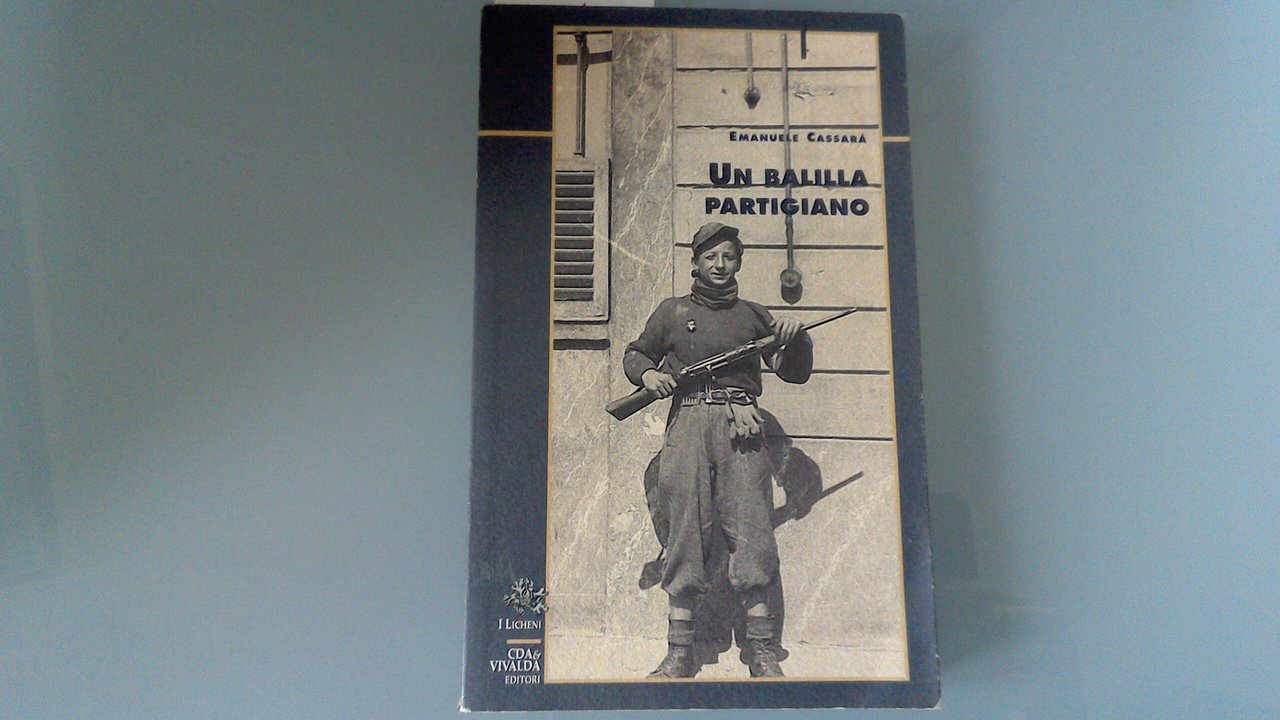 EMANUELE CASSARÀ
UN BALILLA
PARTIGIANO
I LICHENI
CDA&
VIVALDA
EDITORI